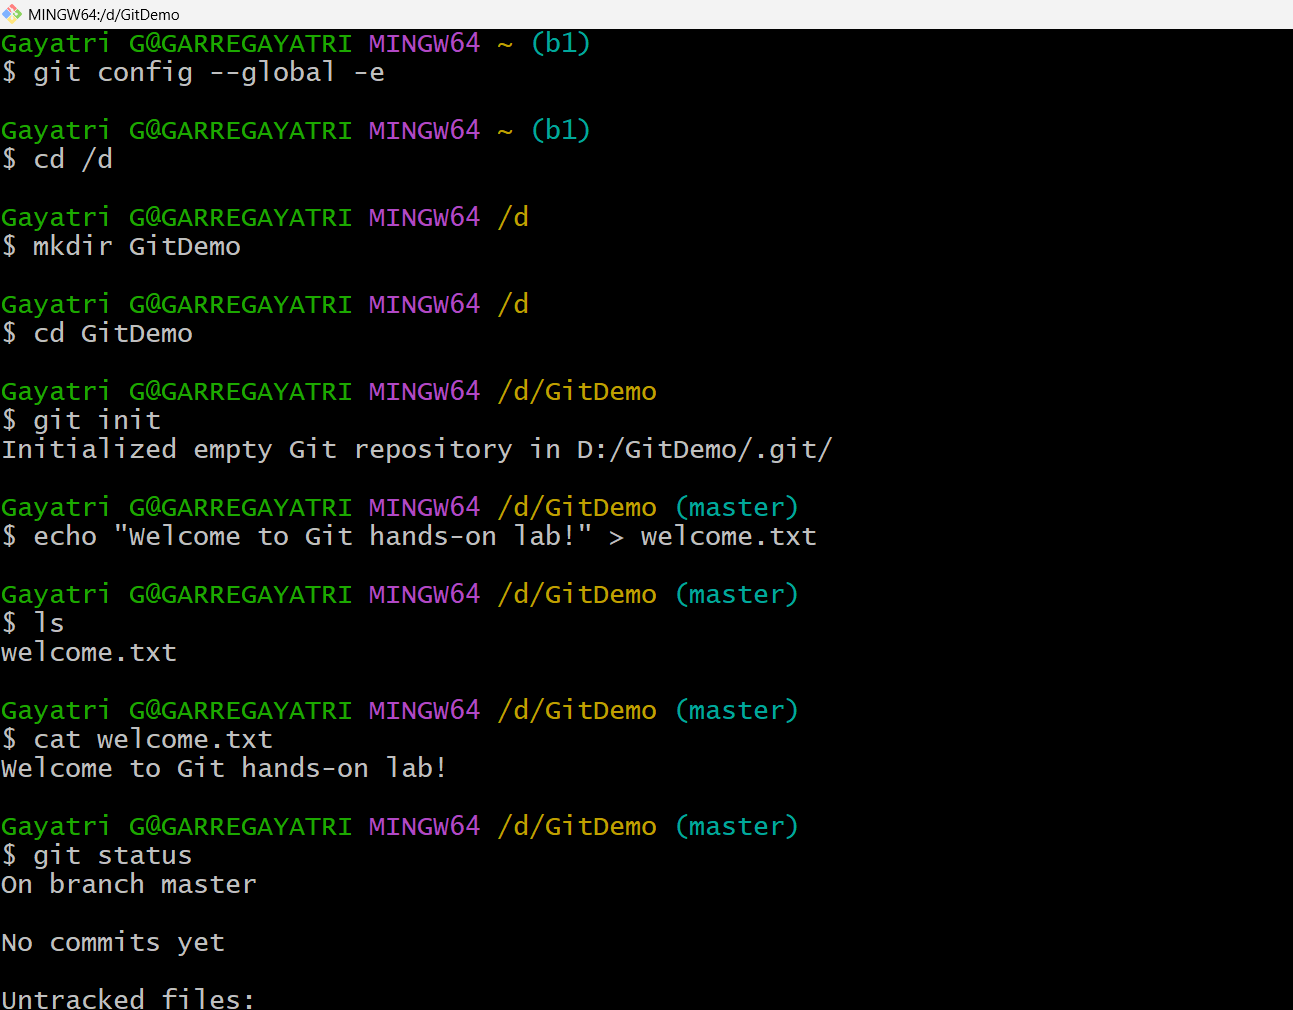 MINGW64:/d/GitDemo
Gayatri G@GARREGAYATRI MINGW64 ~ (b1)
$ git config --global -e
Gayatri G@GARREGAYATRI MINGW64 ~ (b1)
$ cd /d
Gayatri G@GARREGAYATRI MINGW64 /d
$ mkdir GitDemo
Gayatri G@GARREGAYATRI MINGW64 /d
$ cd GitDemo
Gayatri G@GARREGAYATRI MINGW64 /d/GitDemo
$ git init
Initialized empty Git repository in D:/GitDemo/.git/
Gayatri G@GARREGAYATRI MINGW64 /d/GitDemo (master)
$ echo "Welcome to Git hands-on lab!" > welcome.txt
Gayatri G@GARREGAYATRI MINGW64 /d/GitDemo (master)
$ ls
welcome.txt
Gayatri G@GARREGAYATRI MINGW64 /d/GitDemo (master)
$ cat welcome.txt
Welcome to Git hands-on lab!
Gayatri G@GARREGAYATRI MINGW64 /d/GitDemo (master)
$ git status
On branch master
No commits yet
Untracked files: